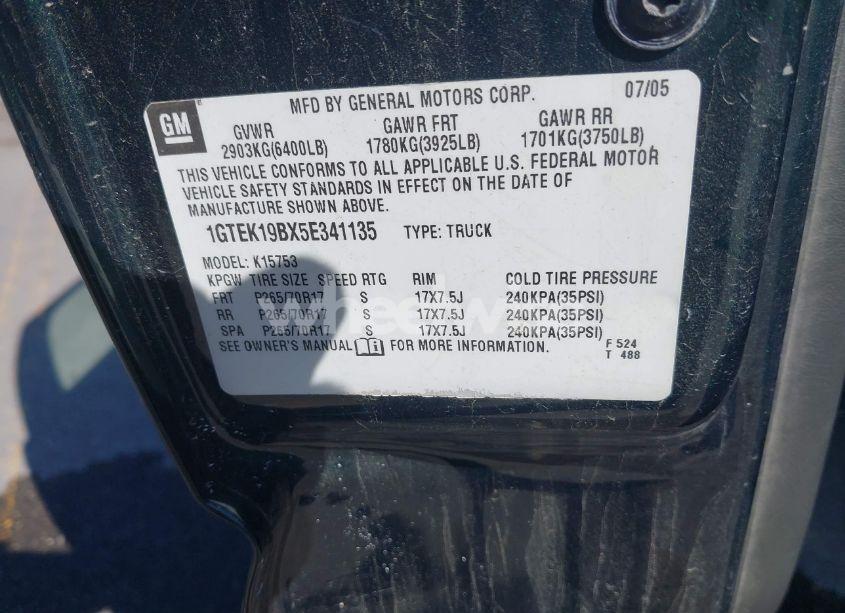 GM
MFD BY GENERAL MOTORS CORP. 07/05
GVWR GAWR FRT GAWR RR
2903KG(6400LB) 1780KG(3925LB) 1701KG(3750LB)
THIS VEHICLE CONFORMS TO ALL APPLICABLE U.S. FEDERAL MOTOR
VEHICLE SAFETY STANDARDS IN EFFECT ON THE DATE OF
MANUFACTURE SHOWN ABOVE.
1GTEK19BX5E341135 TYPE: TRUCK
MODEL: K15753
KPGW TIRE SIZE SPEED RTG RIM COLD TIRE PRESSURE
FRT P265/70R17 S 17X7.5J 240KPA(35PSI)
RR P265/70R17 S 17X7.5J 240KPA(35PSI)
SPA P265/70R17 S 17X7.5J 240KPA(35PSI)
SEE OWNER'S MANUAL FOR MORE INFORMATION.
F 524
T 488